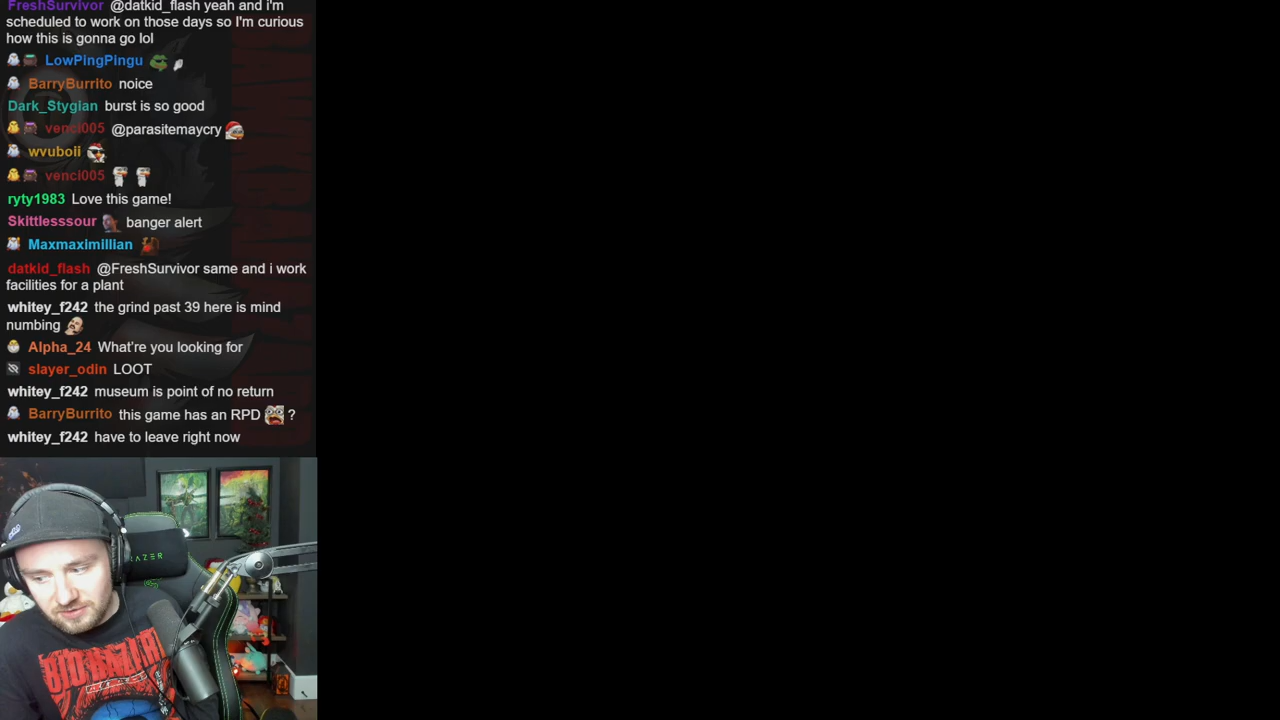 FreshSurvivor @datkid_flash yeah and i'm
scheduled to work on those days so I'm curious
how this is gonna go lol
LowPingPingu
BarryBurrito noice
Dark_Stygian burst is so good
venci005 @parasitemaycry
wvuboii
venci005
ryty1983 Love this game!
Skittlesssour banger alert
Maxmaximillian
datkid_flash @FreshSurvivor same and i work
facilities for a plant
whitey_f242 the grind past 39 here is mind
numbing
Alpha_24 What're you looking for
slayer_odin LOOT
whitey_f242 museum is point of no return
BarryBurrito this game has an RPD ?
whitey_f242 have to leave right now
RAZER